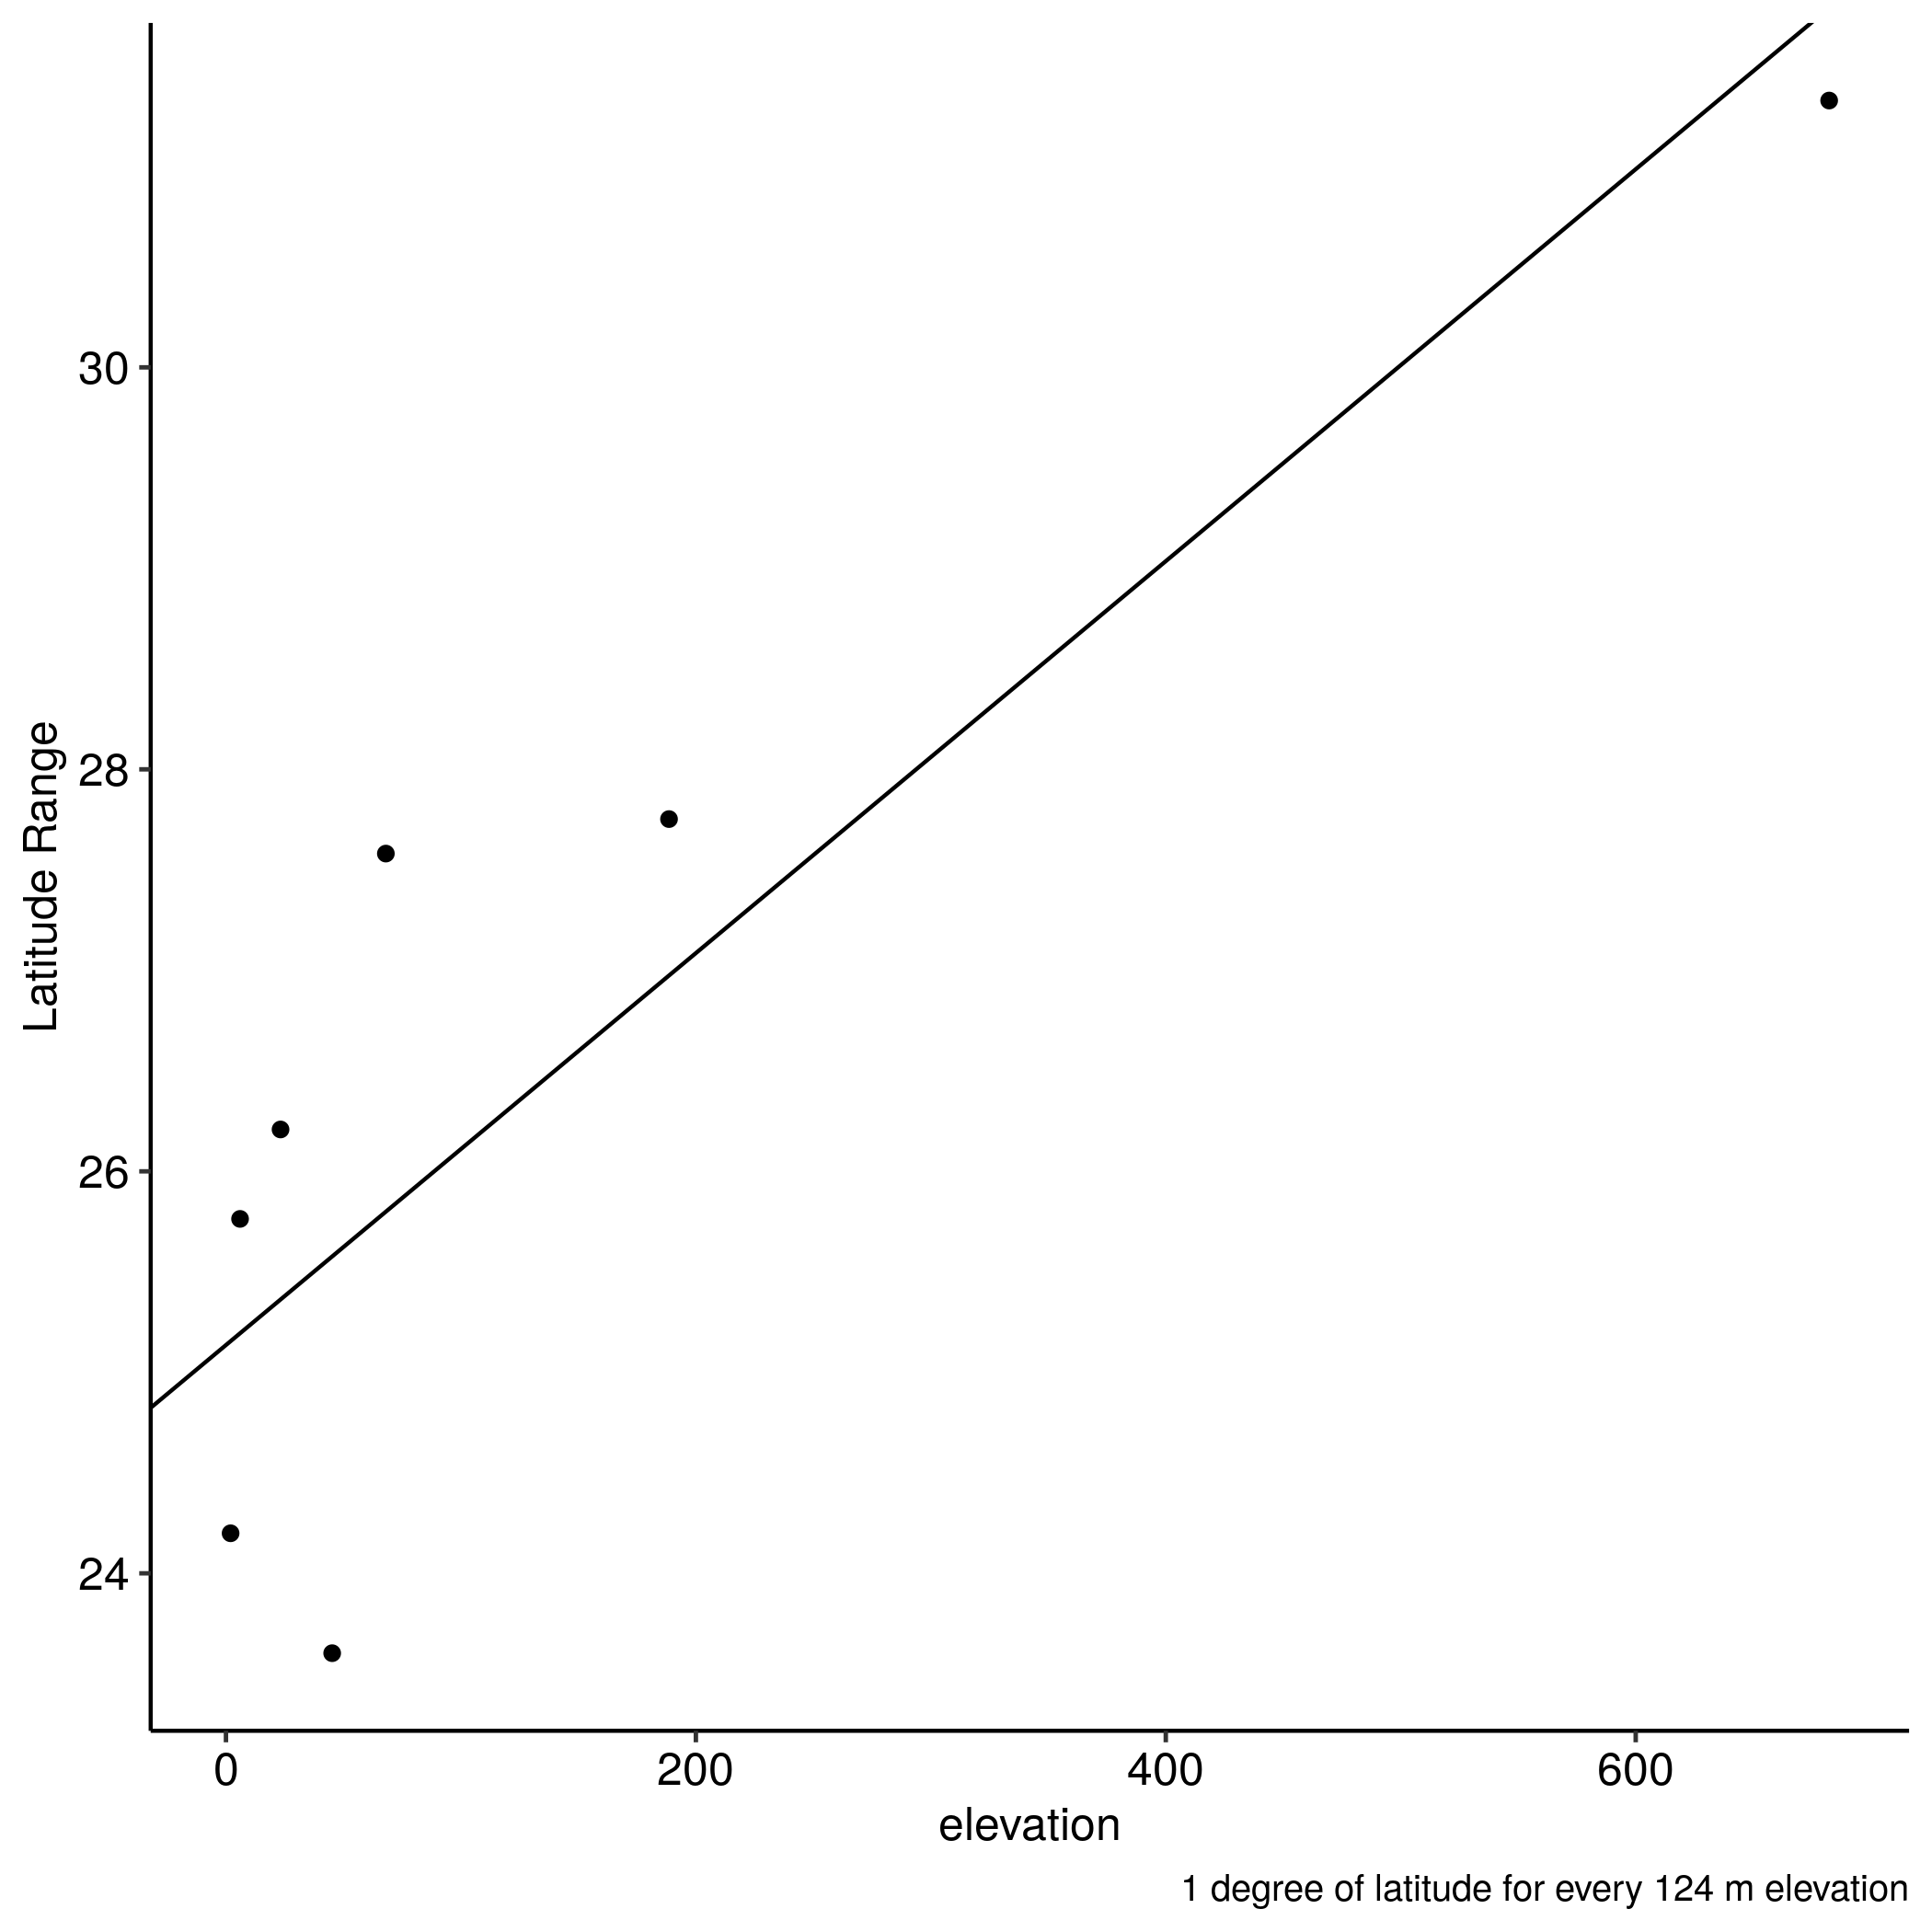 30
28
26
24
Latitude Range
0 200 400 600
elevation
1 degree of latitude for every 124 m elevation